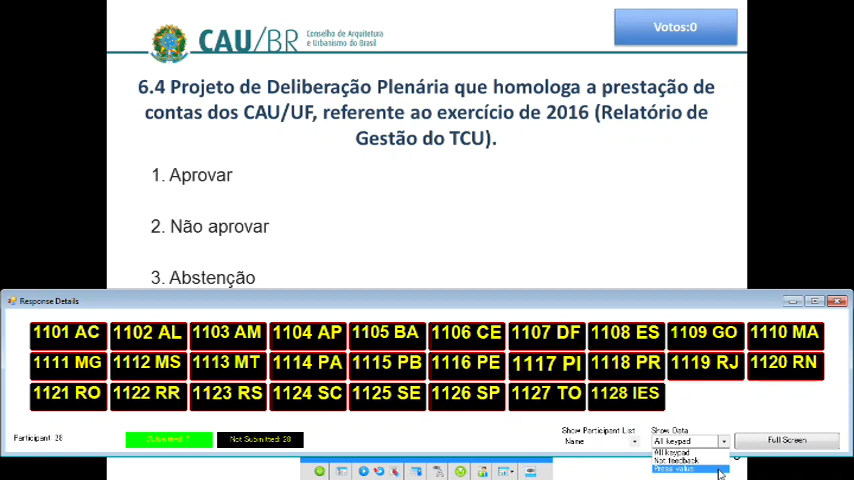 CAU/BR
Conselho de Arquitetura
e Urbanismo do Brasil
Votos:0
6.4 Projeto de Deliberação Plenária que homologa a prestação de
contas dos CAU/UF, referente ao exercício de 2016 (Relatório de
Gestão do TCU).
1. Aprovar
2. Não aprovar
3. Abstenção
Response Details
1101 AC 1102 AL 1103 AM 1104 AP 1105 BA 1106 CE 1107 DF 1108 ES 1109 GO 1110 MA
1111 MG 1112 MS 1113 MT 1114 PA 1115 PB 1116 PE 1117 PI 1118 PR 1119 RJ 1120 RN
1121 RO 1122 RR 1123 RS 1124 SC 1125 SE 1126 SP 1127 TO 1128 IES
Show Participant List Show Data
Participant: 28 Submitted: Not Submitted: 28 Name All keypad Full Screen
All keypad
Not feedback
Press value